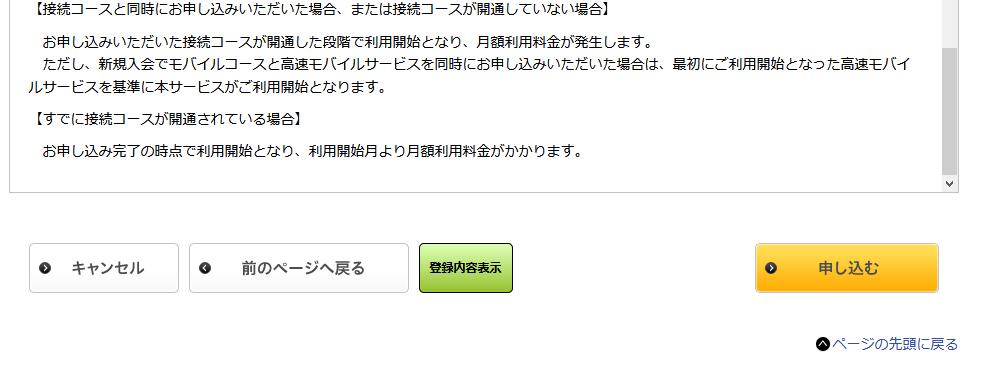 【接続コースと同時にお申し込みいただいた場合、または接続コースが開通していない場合】
お申し込みいただいた接続コースが開通した段階で利用開始となり、月額利用料金が発生します。
ただし、新規入会でモバイルコースと高速モバイルサービスを同時にお申し込みいただいた場合は、最初にご利用開始となった高速モバイ
ルサービスを基準に本サービスがご利用開始となります。
【すでに接続コースが開通されている場合】
お申し込み完了の時点で利用開始となり、利用開始月より月額利用料金がかかります。
キャンセル
前のページへ戻る
登録内容表示
申し込む
ページの先頭に戻る